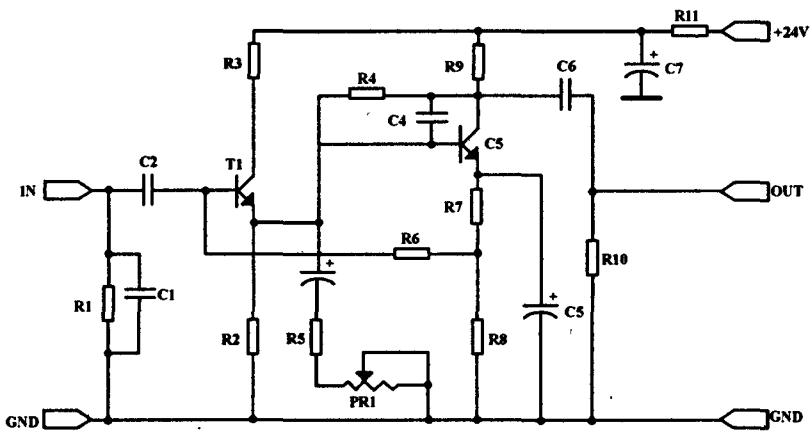 R11
+24V
R3
R9
C6
C7
R4
C4
C5
T1
C2
IN
OUT
R7
R6
R10
R1
C1
C5
R2
R5
R8
PR1
GND
GND
+
+
+